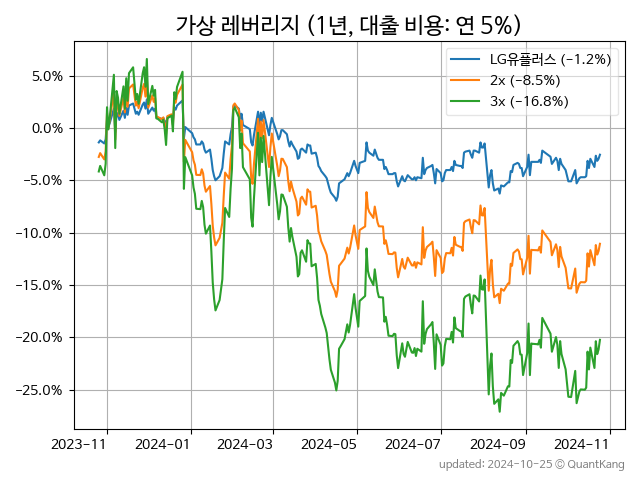 가상 레버리지 (1년, 대출 비용: 연 5%)
LG유플러스 (−1.2%)
2x (−8.5%)
3x (−16.8%)
5.0%
0.0%
−5.0%
−10.0%
−15.0%
−20.0%
−25.0%
2023-11 2024-01 2024-03 2024-05 2024-07 2024-09 2024-11
updated: 2024-10-25 ⓒ QuantKang